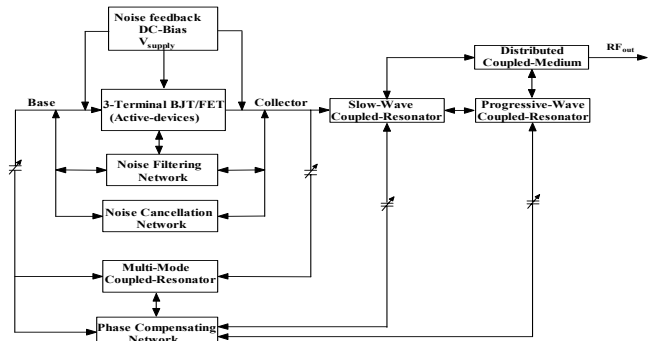 Noise feedback
DC-Bias
Vsupply
Distributed
Coupled-Medium
RFout
Base
3-Terminal BJT/FET
(Active-devices)
Collector
Slow-Wave
Coupled-Resonator
Progressive-Wave
Coupled-Resonator
Noise Filtering
Network
Noise Cancellation
Network
Multi-Mode
Coupled-Resonator
Phase Compensating
Network